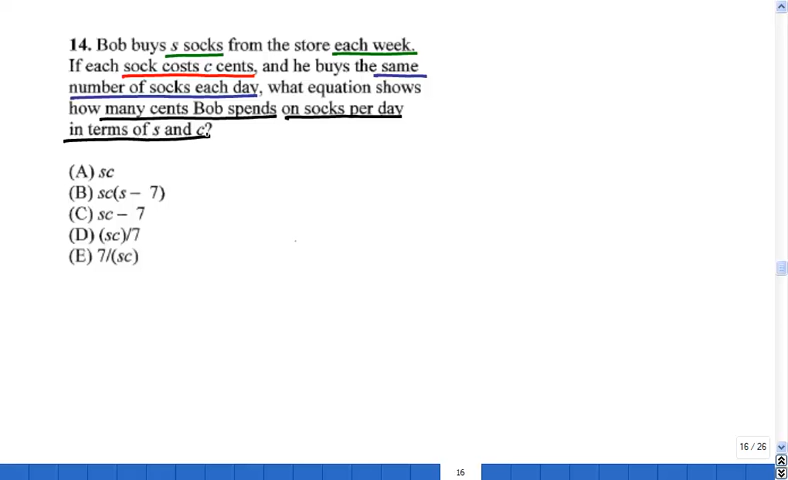 14. Bob buys s socks from the store each week.
If each sock costs c cents, and he buys the same
number of socks each day, what equation shows
how many cents Bob spends on socks per day
in terms of s and c?
(A) sc
(B) sc(s – 7)
(C) sc – 7
(D) (sc)/7
(E) 7/(sc)
16 / 26
16